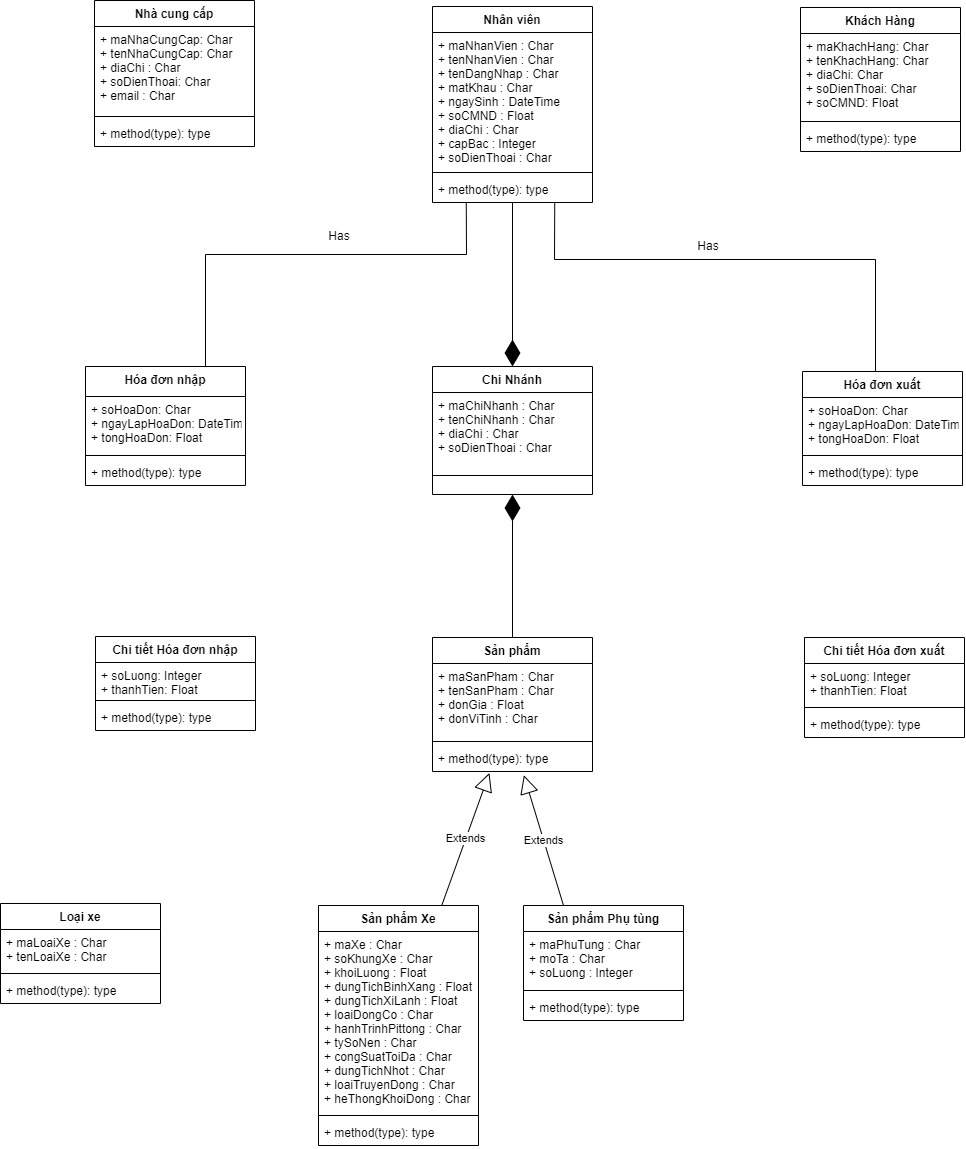 Nhà cung cấp
+ maNhaCungCap: Char
+ tenNhaCungCap: Char
+ diaChi : Char
+ soDienThoai: Char
+ email : Char
+ method(type): type
Nhân viên
+ maNhanVien : Char
+ tenNhanVien : Char
+ tenDangNhap : Char
+ matKhau : Char
+ ngaySinh : DateTime
+ soCMND : Float
+ diaChi : Char
+ capBac : Integer
+ soDienThoai : Char
+ method(type): type
Khách Hàng
+ maKhachHang: Char
+ tenKhachHang: Char
+ diaChi: Char
+ soDienThoai: Char
+ soCMND: Float
+ method(type): type
Has
Has
Hóa đơn nhập
+ soHoaDon: Char
+ ngayLapHoaDon: DateTim
+ tongHoaDon: Float
+ method(type): type
Chi Nhánh
+ maChiNhanh : Char
+ tenChiNhanh : Char
+ diaChi : Char
+ soDienThoai : Char
Hóa đơn xuất
+ soHoaDon: Char
+ ngayLapHoaDon: DateTim
+ tongHoaDon: Float
+ method(type): type
Chi tiết Hóa đơn nhập
+ soLuong: Integer
+ thanhTien: Float
+ method(type): type
Sản phẩm
+ maSanPham : Char
+ tenSanPham : Char
+ donGia : Float
+ donViTinh : Char
+ method(type): type
Chi tiết Hóa đơn xuất
+ soLuong: Integer
+ thanhTien: Float
+ method(type): type
Extends
Extends
Loại xe
+ maLoaiXe : Char
+ tenLoaiXe : Char
+ method(type): type
Sản phẩm Xe
+ maXe : Char
+ soKhungXe : Char
+ khoiLuong : Float
+ dungTichBinhXang : Float
+ dungTichXiLanh : Float
+ loaiDongCo : Char
+ hanhTrinhPittong : Char
+ tySoNen : Char
+ congSuatToiDa : Char
+ dungTichNhot : Char
+ loaiTruyenDong : Char
+ heThongKhoiDong : Char
+ method(type): type
Sản phẩm Phụ tùng
+ maPhuTung : Char
+ moTa : Char
+ soLuong : Integer
+ method(type): type